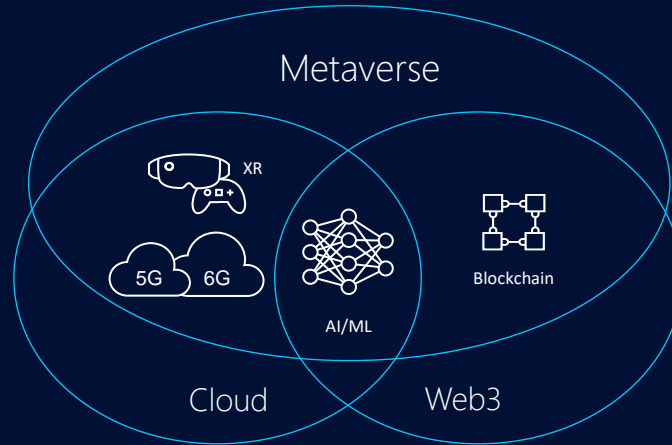 Metaverse
XR
5G
6G
Blockchain
AI/ML
Cloud
Web3